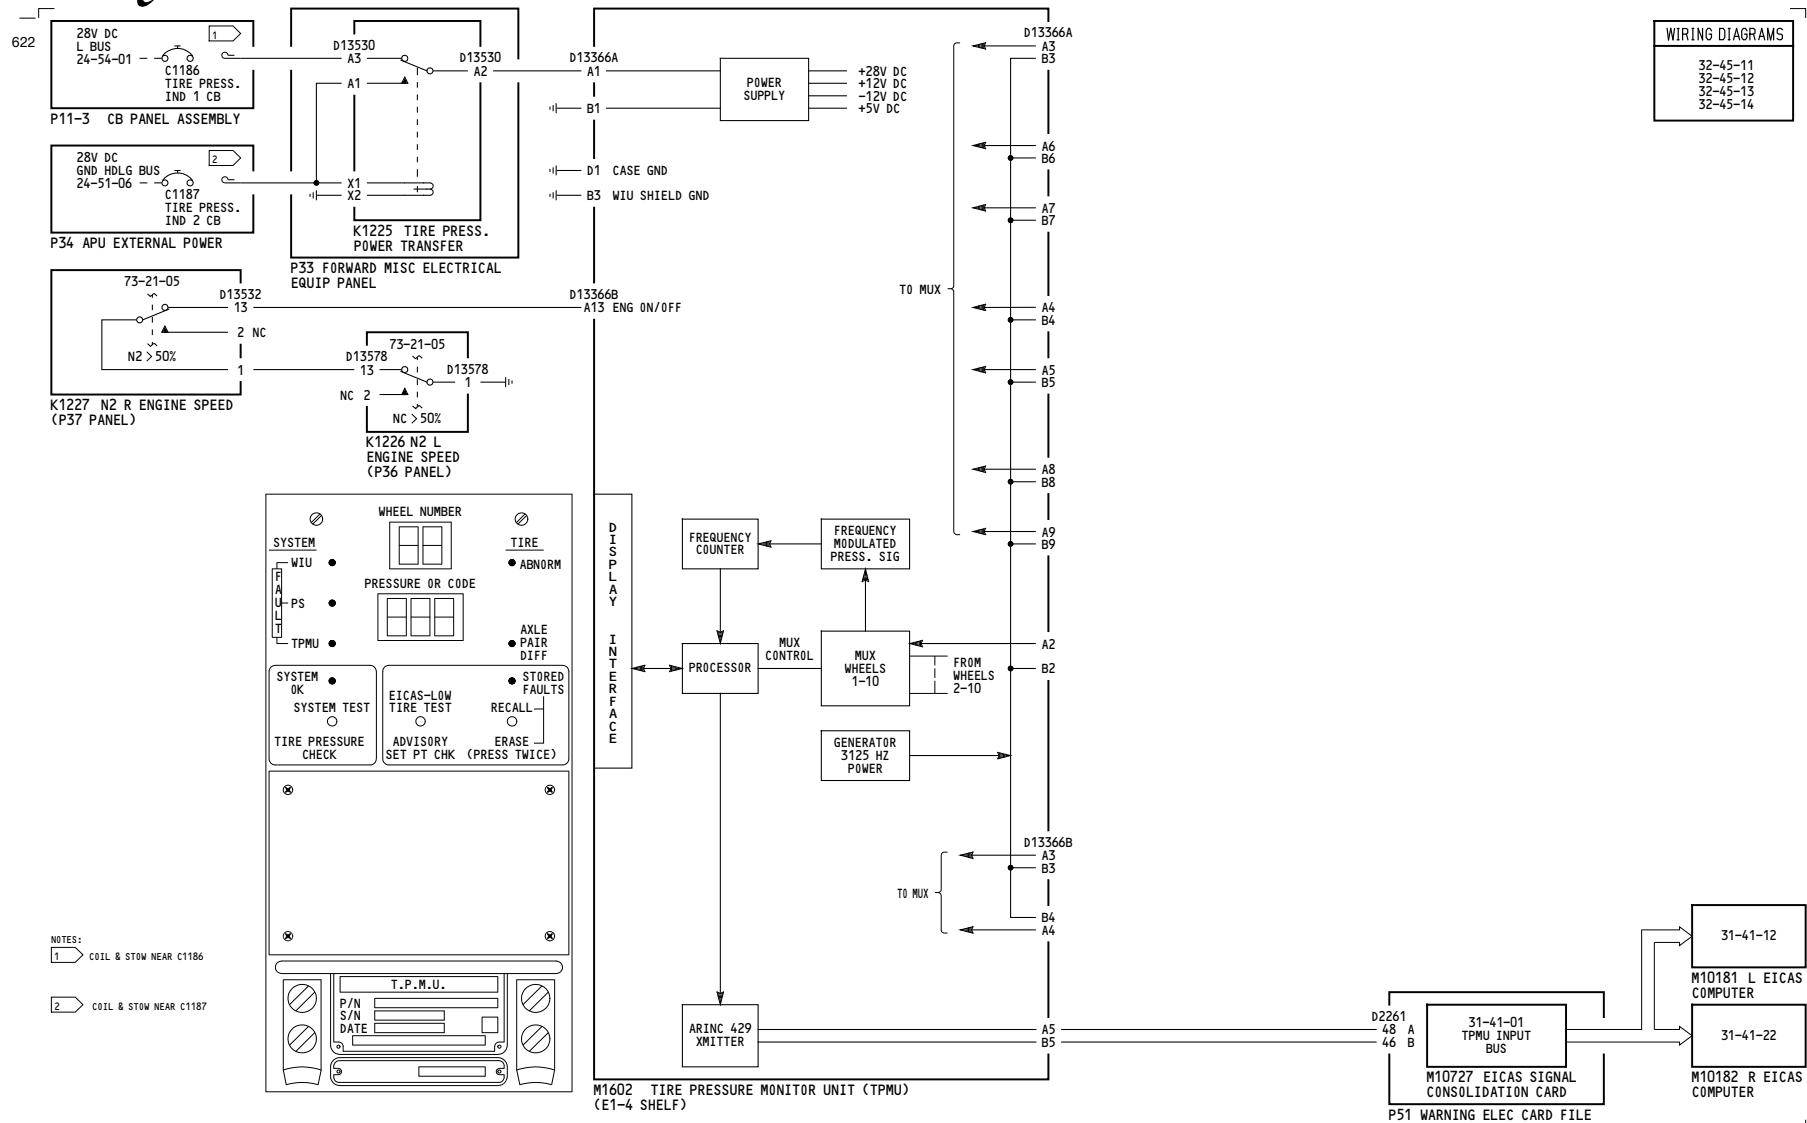 622
28V DC
L BUS
24-54-01
1
C1186
TIRE PRESS.
IND 1 CB
P11-3 CB PANEL ASSEMBLY
28V DC
GND HDLG BUS
24-51-06
2
C1187
TIRE PRESS.
IND 2 CB
P34 APU EXTERNAL POWER
D13530
A3
A1
X1
X2
D13530
A2
K1225 TIRE PRESS.
POWER TRANSFER
P33 FORWARD MISC ELECTRICAL
EQUIP PANEL
73-21-05
D13532
13
2 NC
N2 > 50%
1
K1227 N2 R ENGINE SPEED
(P37 PANEL)
73-21-05
D13578
13
D13578
1
NC 2
NC > 50%
K1226 N2 L
ENGINE SPEED
(P36 PANEL)
D13366A
A1
B1
D1 CASE GND
B3 WIU SHIELD GND
D13366B
A13 ENG ON/OFF
POWER
SUPPLY
+28V DC
+12V DC
-12V DC
+5V DC
D13366A
A3
B3
A6
B6
A7
B7
TO MUX
A4
B4
A5
B5
A8
B8
A9
B9
A2
B2
WIRING DIAGRAMS
32-45-11
32-45-12
32-45-13
32-45-14
WHEEL NUMBER
SYSTEM
TIRE
WIU
ABNORM
FAULT
PRESSURE OR CODE
PS
TPMU
AXLE
PAIR
DIFF
SYSTEM
OK
SYSTEM TEST
TIRE PRESSURE
CHECK
EICAS-LOW
TIRE TEST
ADVISORY
SET PT CHK
STORED
FAULTS
RECALL
ERASE
(PRESS TWICE)
DISPLAY INTERFACE
FREQUENCY
COUNTER
FREQUENCY
MODULATED
PRESS. SIG
PROCESSOR
MUX
CONTROL
MUX
WHEELS
1-10
FROM
WHEELS
2-10
GENERATOR
3125 HZ
POWER
D13366B
A3
B3
TO MUX
B4
A4
NOTES:
1 COIL & STOW NEAR C1186
2 COIL & STOW NEAR C1187
T.P.M.U.
P/N
S/N
DATE
ARINC 429
XMITTER
A5
B5
M1602 TIRE PRESSURE MONITOR UNIT (TPMU)
(E1-4 SHELF)
D2261
48 A
46 B
31-41-01
TPMU INPUT
BUS
M10727 EICAS SIGNAL
CONSOLIDATION CARD
P51 WARNING ELEC CARD FILE
31-41-12
M10181 L EICAS
COMPUTER
31-41-22
M10182 R EICAS
COMPUTER